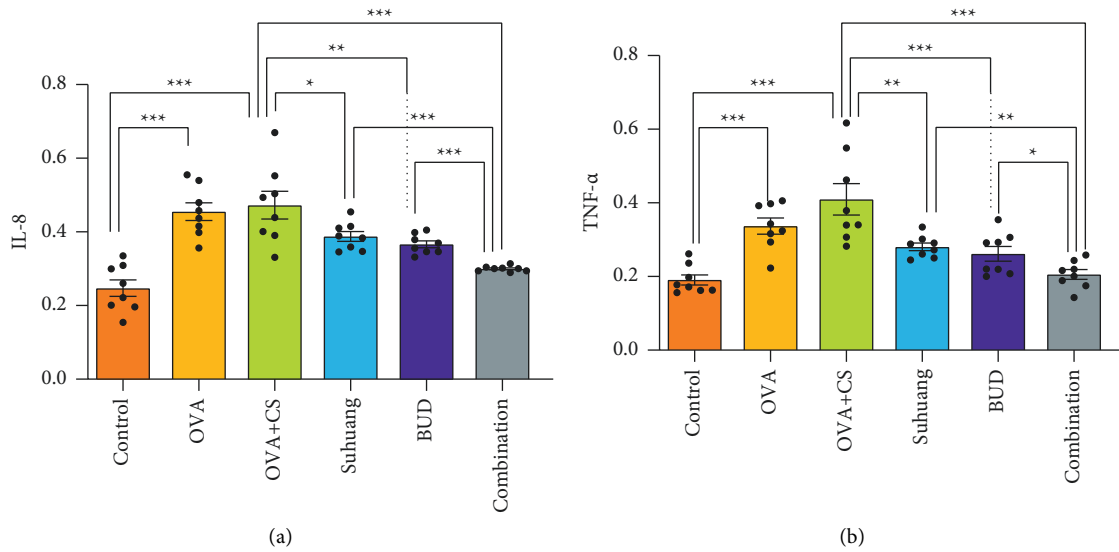 ***
**
***
*
***
***
***
IL-8
0.8
0.6
0.4
0.2
0.0
Control
OVA
OVA+CS
Suhuang
BUD
Combination
(a)
***
***
***
**
***
**
*
TNF-α
0.8
0.6
0.4
0.2
0.0
Control
OVA
OVA+CS
Suhuang
BUD
Combination
(b)